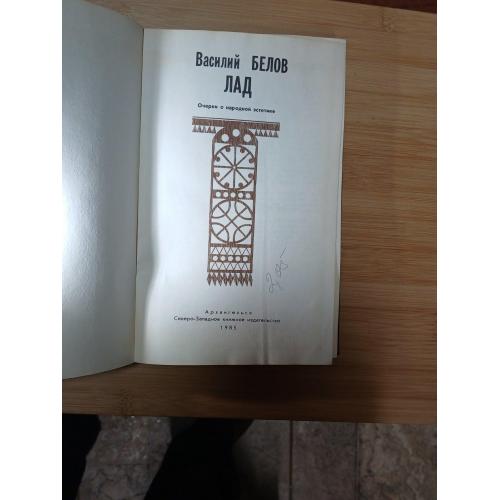 Василий БЕЛОВ
ЛАД
Очерки о народной эстетике
Архангельск
Северо-Западное книжное издательство
1985